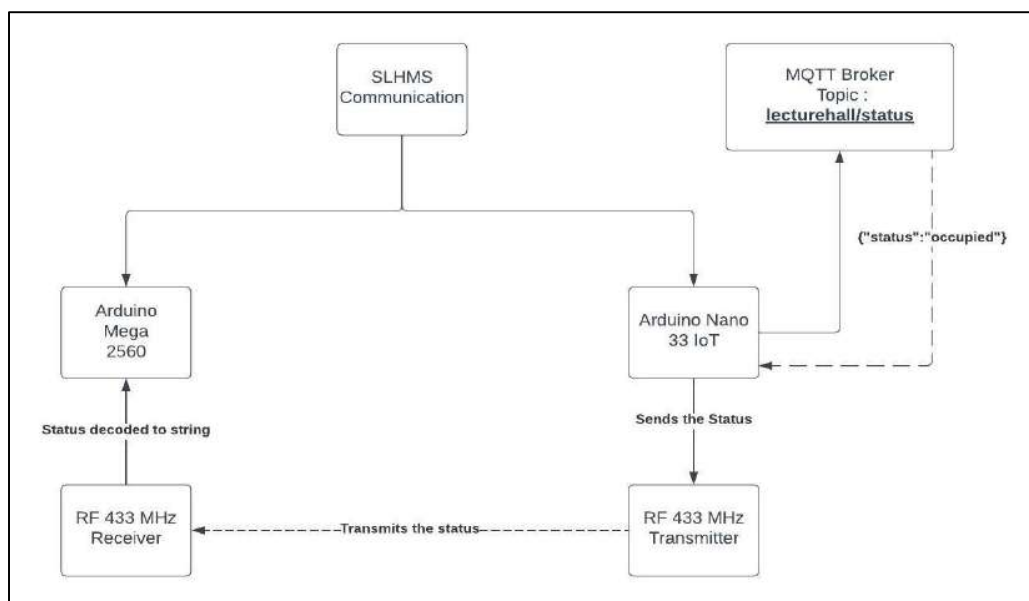 SLHMS
Communication
MQTT Broker
Topic :
lecturehall/status
{"status":"occupied"}
Arduino
Mega
2560
Arduino Nano
33 IoT
Status decoded to string
Sends the Status
RF 433 MHz
Receiver
Transmits the status
RF 433 MHz
Transmitter